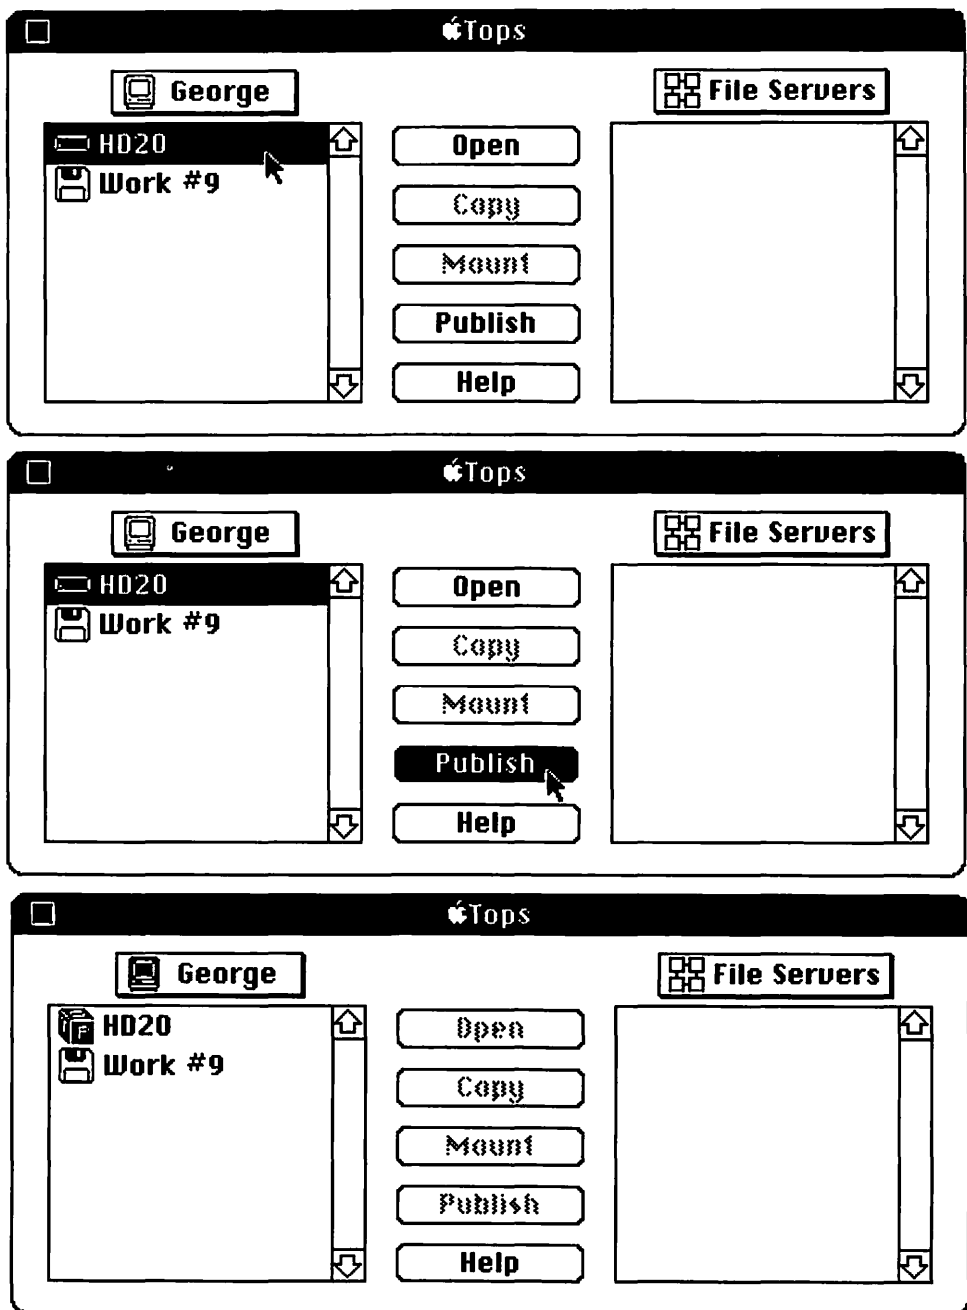 Tops
George
File Servers
HD20
Work #9
Open
Copy
Mount
Publish
Help
Tops
George
File Servers
HD20
Work #9
Open
Copy
Mount
Publish
Help
Tops
George
File Servers
HD20
Work #9
Open
Copy
Mount
Publish
Help